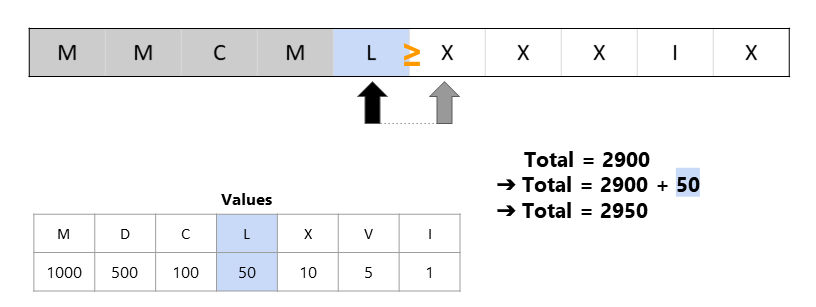 M M C M L ≥ X X X I X
Total = 2900
➔ Total = 2900 + 50
➔ Total = 2950
Values
M D C L X V I
1000 500 100 50 10 5 1